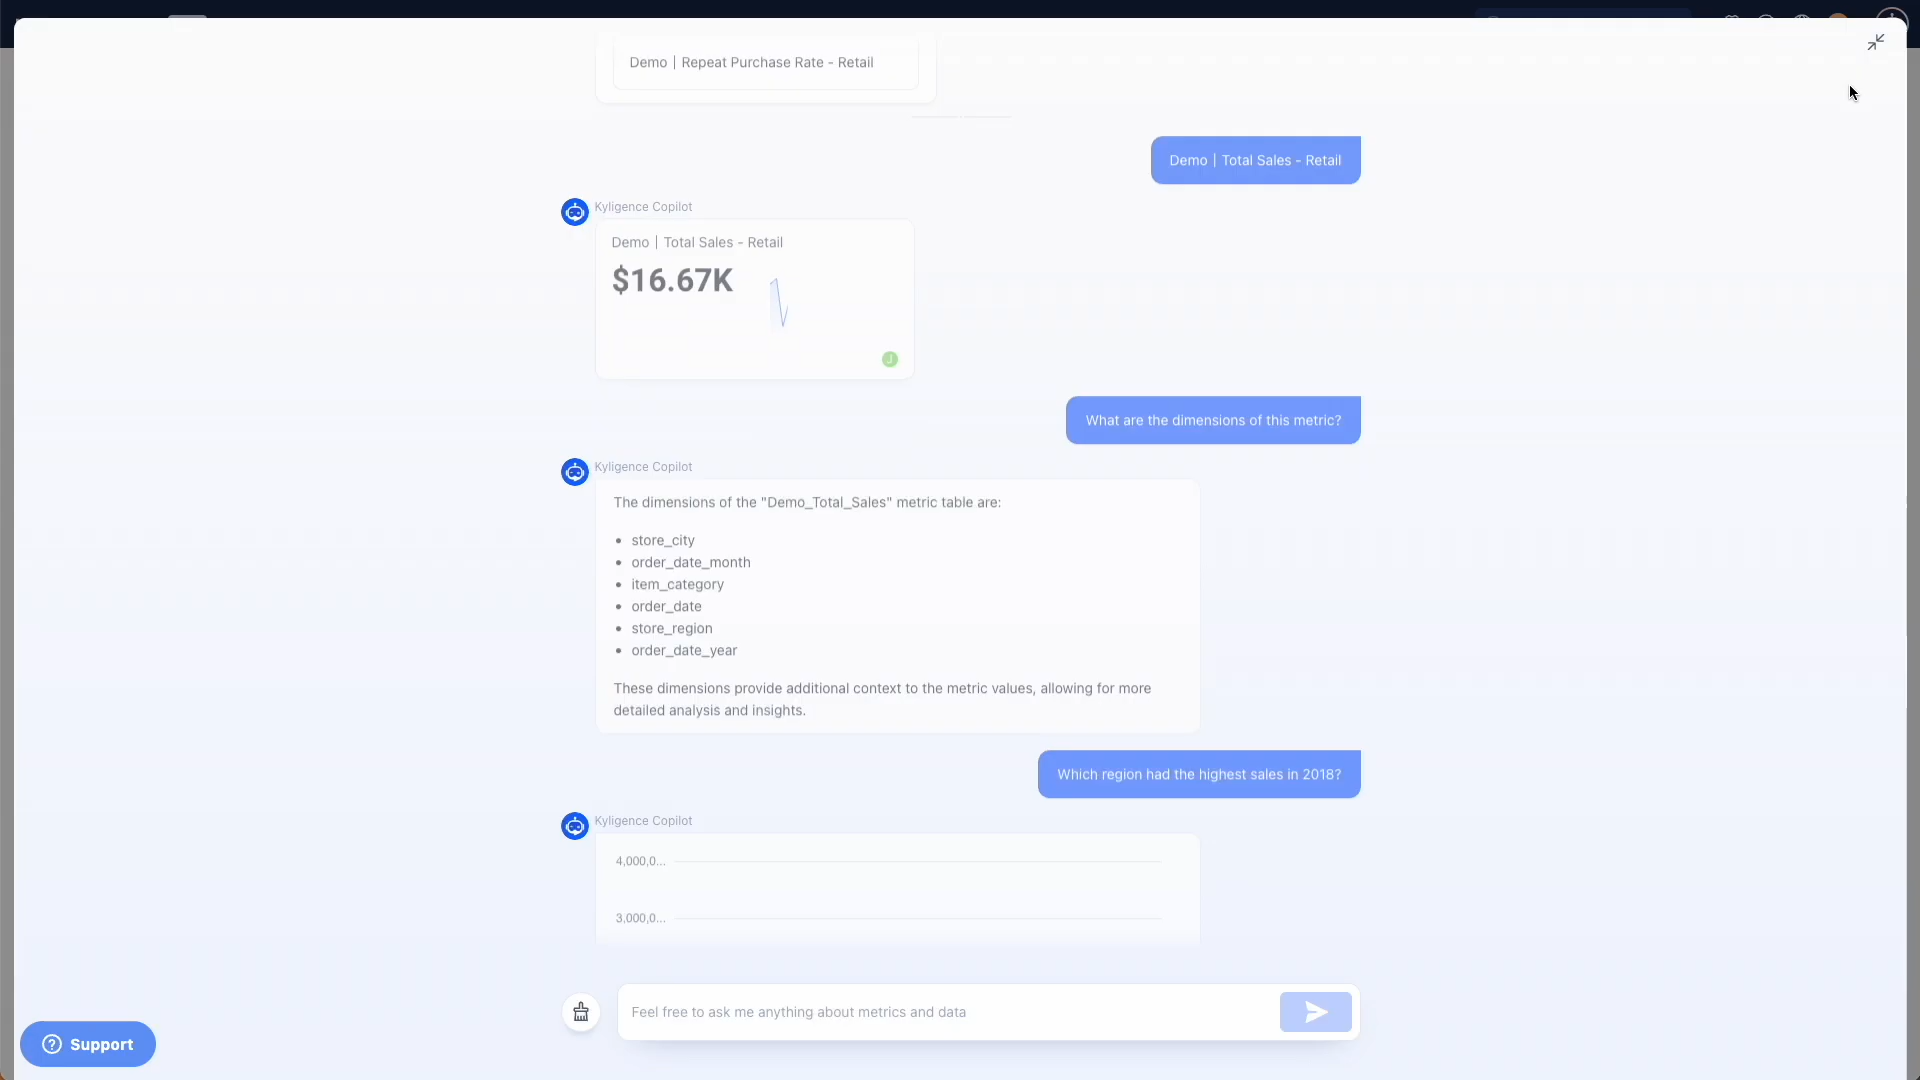 Demo | Repeat Purchase Rate - Retail
Demo | Total Sales - Retail
Kyligence Copilot
Demo | Total Sales - Retail
$16.67K
J
What are the dimensions of this metric?
Kyligence Copilot
The dimensions of the "Demo_Total_Sales" metric table are:
• store_city
• order_date_month
• item_category
• order_date
• store_region
• order_date_year
These dimensions provide additional context to the metric values, allowing for more
detailed analysis and insights.
Which region had the highest sales in 2018?
Kyligence Copilot
4,000,0...
3,000,0...
Feel free to ask me anything about metrics and data
Support